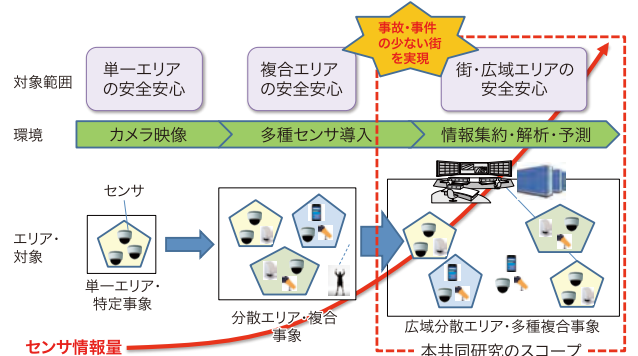 事故・事件
の少ない街
を実現
対象範囲
単一エリア
の安全安心
複合エリア
の安全安心
街・広域エリアの
安全安心
環境
カメラ映像
多種センサ導入
情報集約・解析・予測
センサ
エリア・
対象
単一エリア・
特定事象
分散エリア・複合
事象
広域分散エリア・多種複合事象
センサ情報量
本共同研究のスコープ